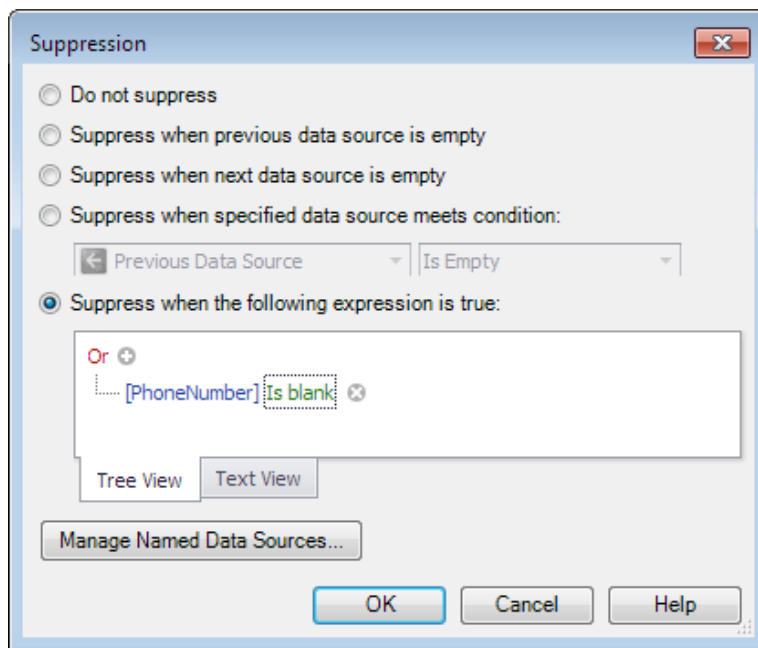 Suppression
Do not suppress
Suppress when previous data source is empty
Suppress when next data source is empty
Suppress when specified data source meets condition:
Previous Data Source Is Empty
Suppress when the following expression is true:
Or
[PhoneNumber] Is blank
Tree View Text View
Manage Named Data Sources...
OK Cancel Help